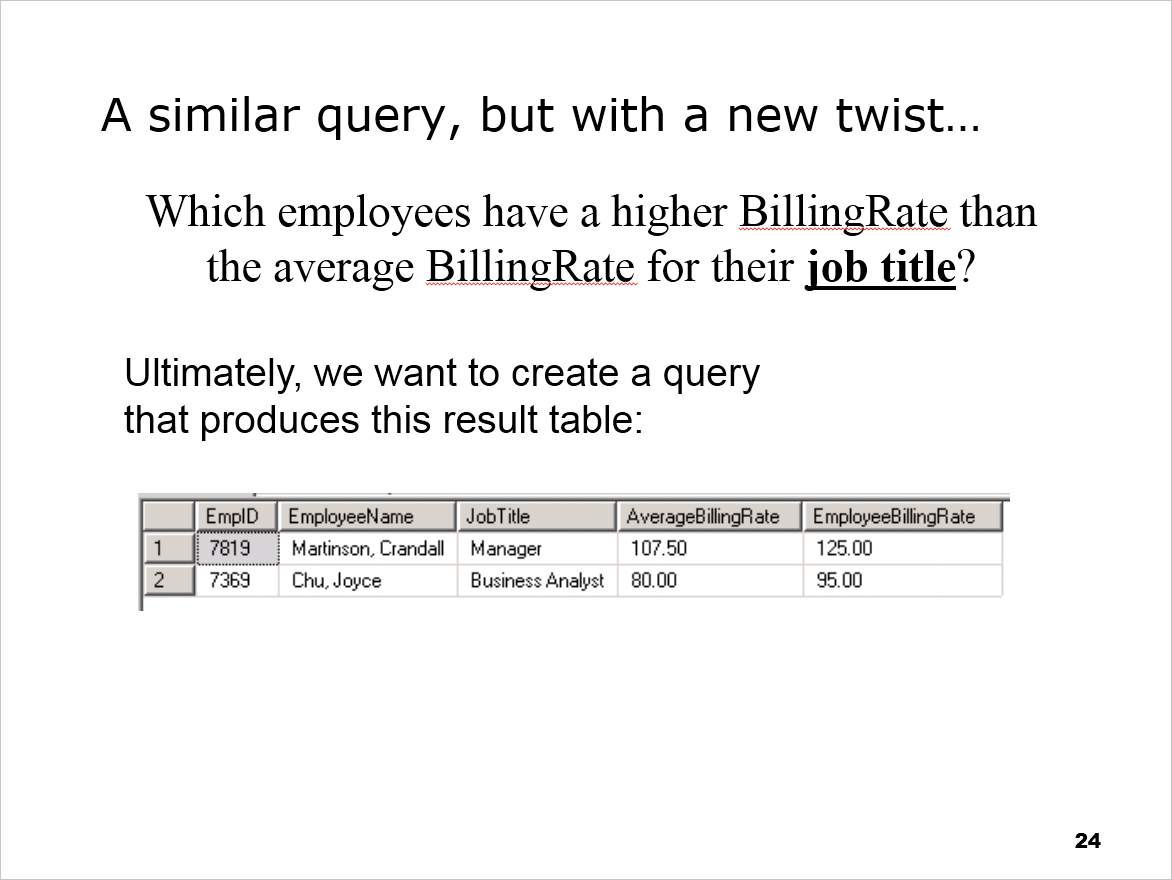 A similar query, but with a new twist…
Which employees have a higher BillingRate than
the average BillingRate for their job title?
Ultimately, we want to create a query
that produces this result table:
EmpID EmployeeName JobTitle AverageBillingRate EmployeeBillingRate
1 7819 Martinson, Crandall Manager 107.50 125.00
2 7369 Chu, Joyce Business Analyst 80.00 95.00
24